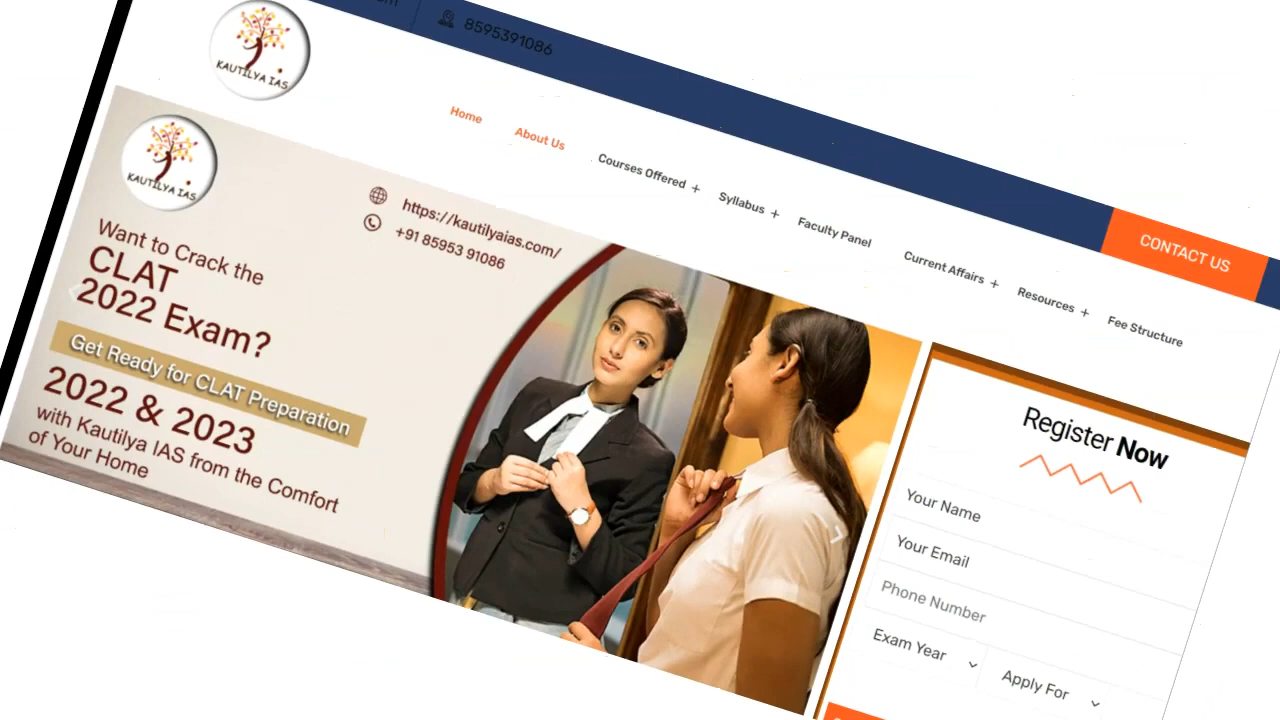 8595391086
KAUTILYA IAS
Home
About Us
Courses Offered +
Syllabus +
Faculty Panel
Current Affairs +
Resources +
Fee Structure
CONTACT US
KAUTILYA IAS
https://kautilyaias.com/
+91 85953 91086
Want to Crack the
CLAT
2022 Exam?
Get Ready for CLAT Preparation
2022 & 2023
with Kautilya IAS from the Comfort
of Your Home
Register Now
Your Name
Your Email
Phone Number
Exam Year
Apply For